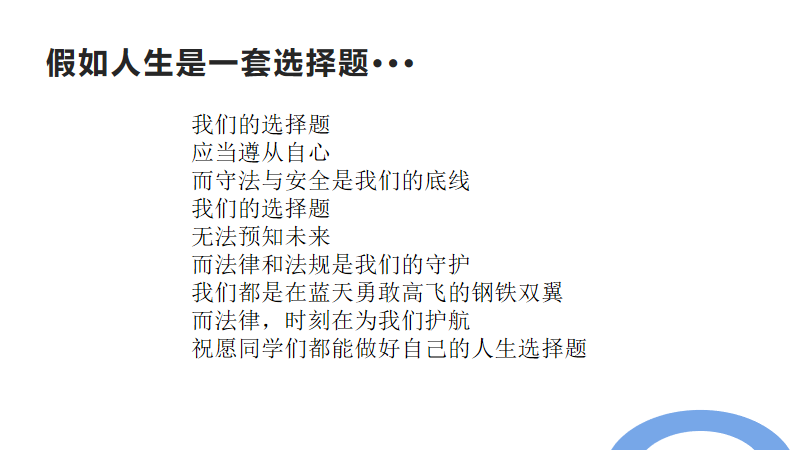 假如人生是一套选择题···
我们的选择题
应当遵从自心
而守法与安全是我们的底线
我们的选择题
无法预知未来
而法律和法规是我们的守护
我们都是在蓝天勇敢高飞的钢铁双翼
而法律，时刻在为我们护航
祝愿同学们都能做好自己的人生选择题